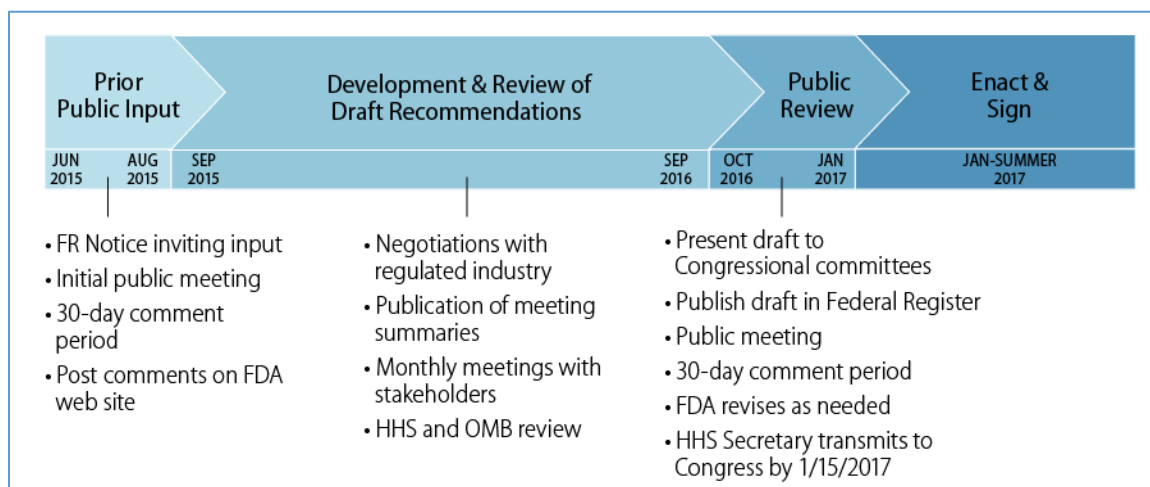 Prior
Public Input
Development & Review of
Draft Recommendations
Public
Review
Enact &
Sign
JUN
2015
AUG
2015
SEP
2015
SEP
2016
OCT
2016
JAN
2017
JAN-SUMMER
2017
• FR Notice inviting input
• Initial public meeting
• 30-day comment
period
• Post comments on FDA
web site
• Negotiations with
regulated industry
• Publication of meeting
summaries
• Monthly meetings with
stakeholders
• HHS and OMB review
• Present draft to
Congressional committees
• Publish draft in Federal Register
• Public meeting
• 30-day comment period
• FDA revises as needed
• HHS Secretary transmits to
Congress by 1/15/2017